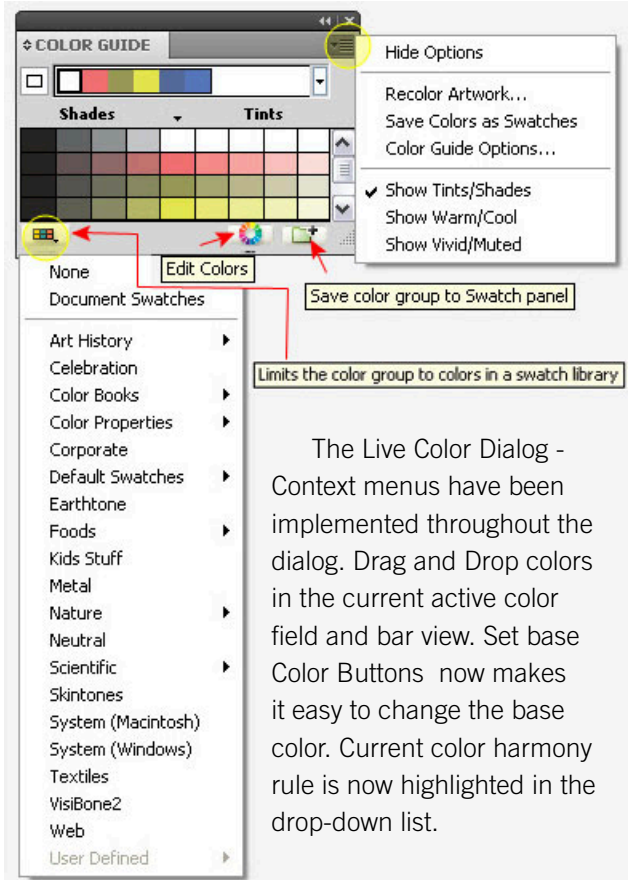 COLOR GUIDE
Shades Tints
Hide Options
Recolor Artwork...
Save Colors as Swatches
Color Guide Options...
Show Tints/Shades
Show Warm/Cool
Show Vivid/Muted
Edit Colors
Save color group to Swatch panel
Limits the color group to colors in a swatch library
None
Document Swatches
Art History
Celebration
Color Books
Color Properties
Corporate
Default Swatches
Earthtone
Foods
Kids Stuff
Metal
Nature
Neutral
Scientific
Skintones
System (Macintosh)
System (Windows)
Textiles
VisiBone2
Web
User Defined
The Live Color Dialog -
Context menus have been
implemented throughout the
dialog. Drag and Drop colors
in the current active color
field and bar view. Set base
Color Buttons now makes
it easy to change the base
color. Current color harmony
rule is now highlighted in the
drop-down list.